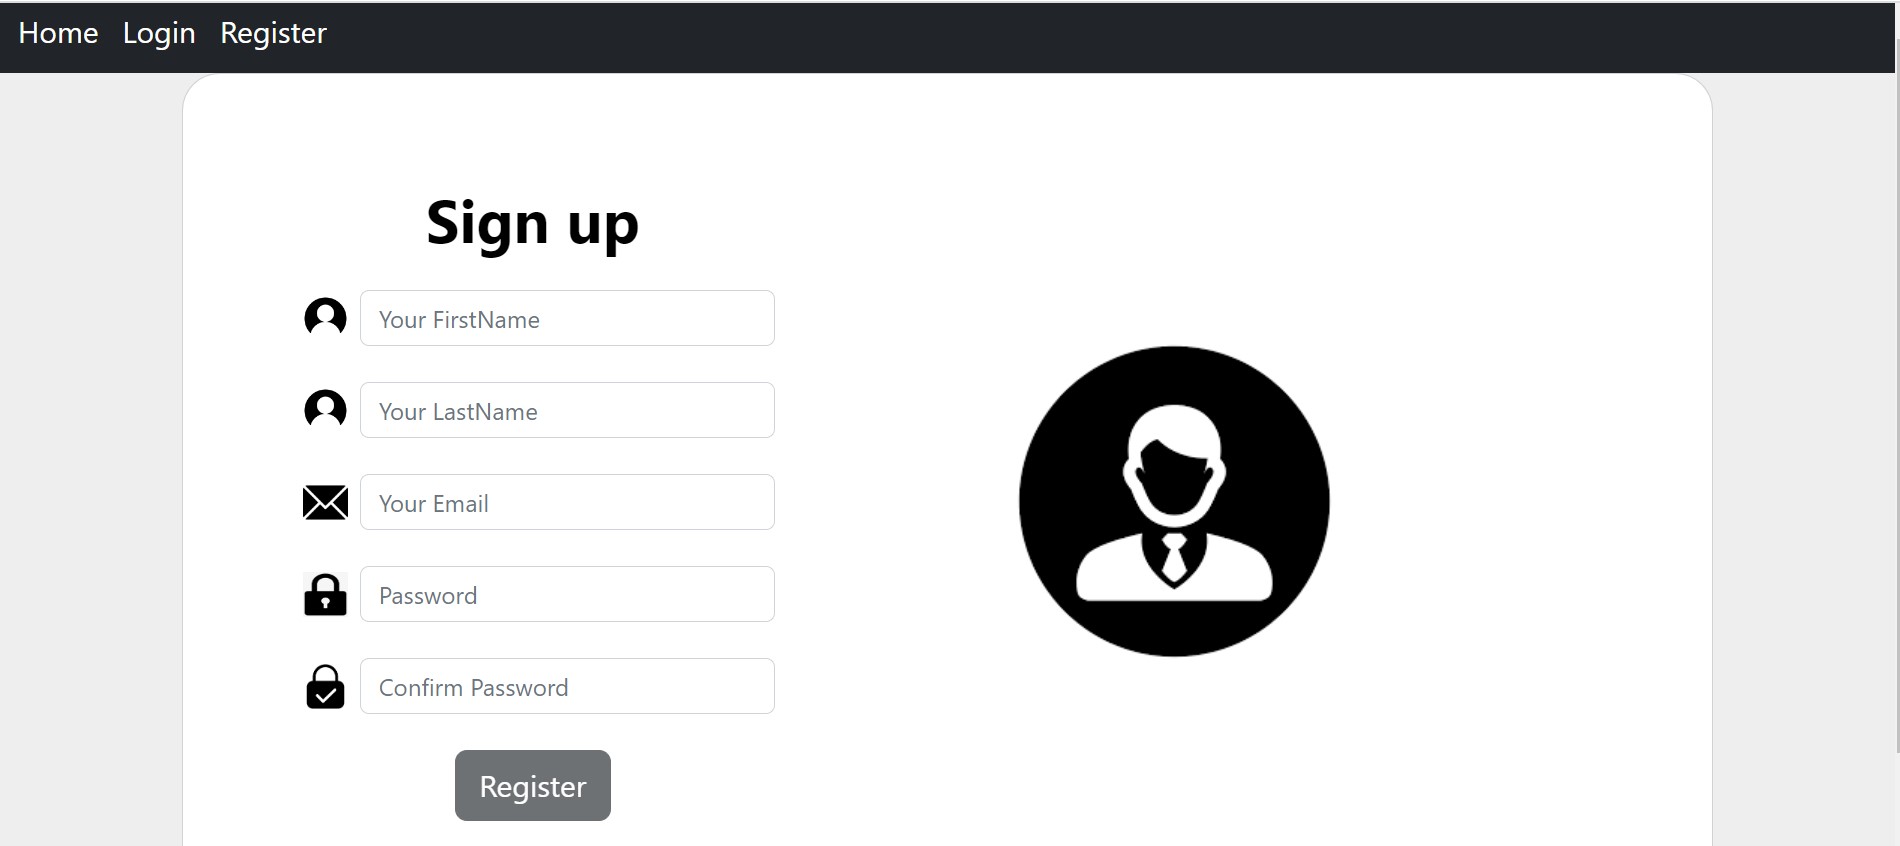 Home Login Register
Sign up
Your FirstName
Your LastName
Your Email
Password
Confirm Password
Register